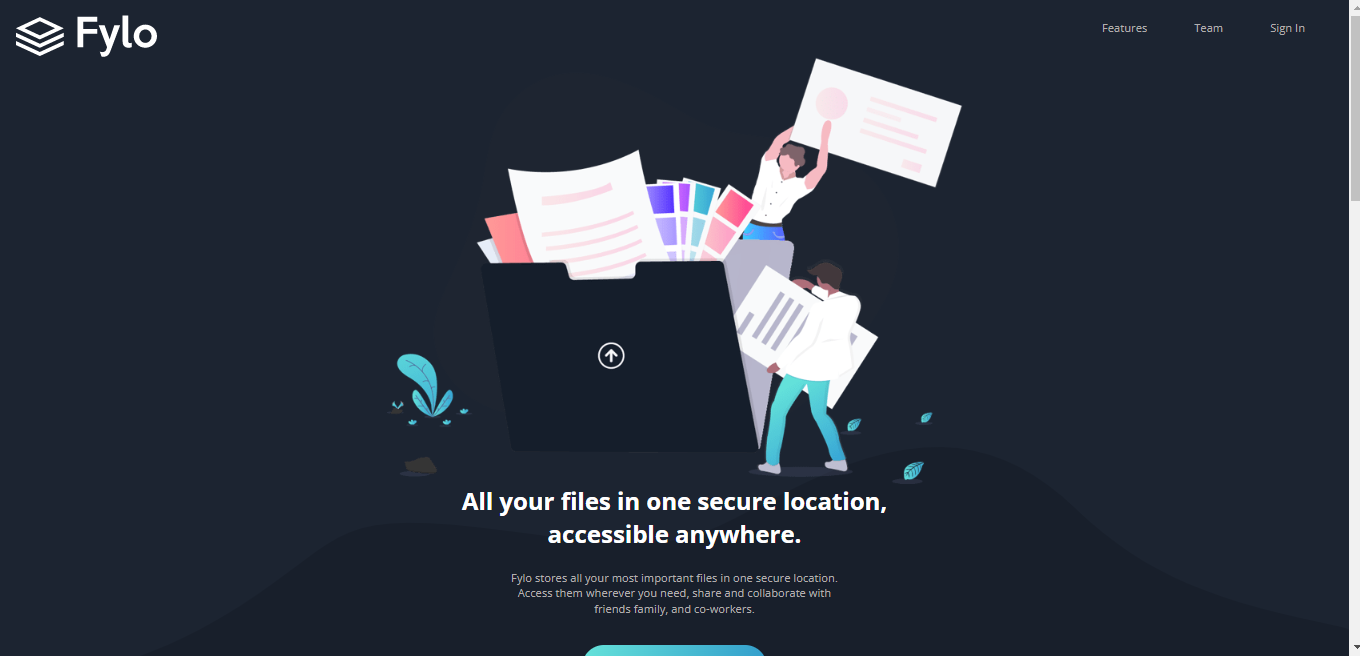 Fylo
Features
Team
Sign In
All your files in one secure location,
accessible anywhere.
Fylo stores all your most important files in one secure location.
Access them wherever you need, share and collaborate with
friends family, and co-workers.